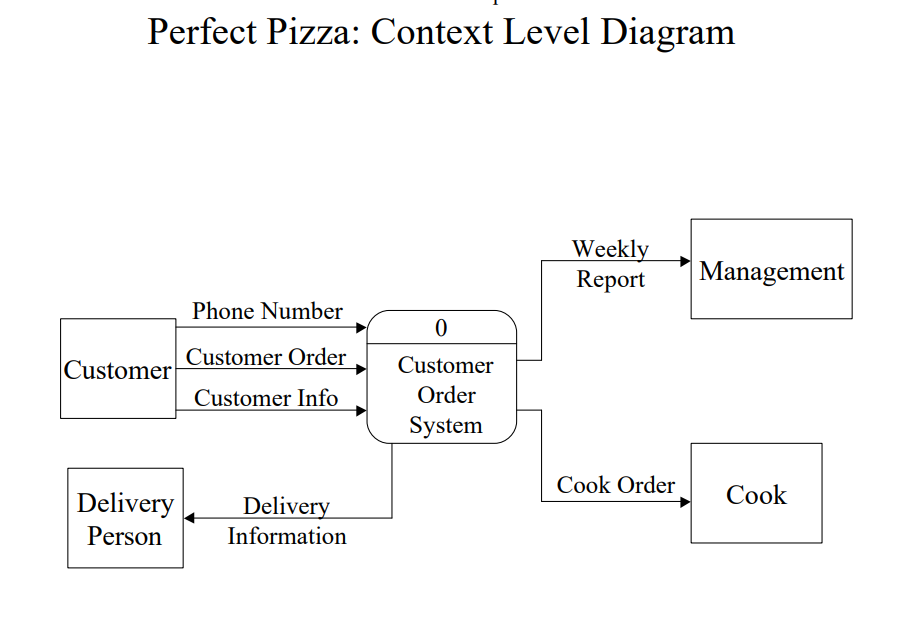 Perfect Pizza: Context Level Diagram
Weekly
Report
Management
Phone Number
0
Customer
Customer Order
Customer Info
Customer
Order
System
Cook Order
Cook
Delivery
Person
Delivery
Information